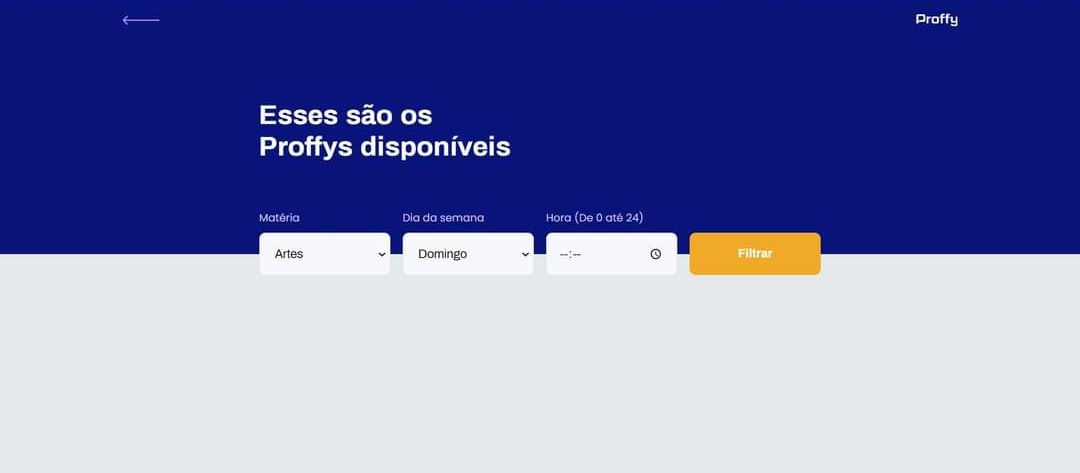 Proffy
Esses são os
Proffys disponíveis
Matéria
Dia da semana
Hora (De 0 até 24)
Artes
Domingo
--:--
Filtrar